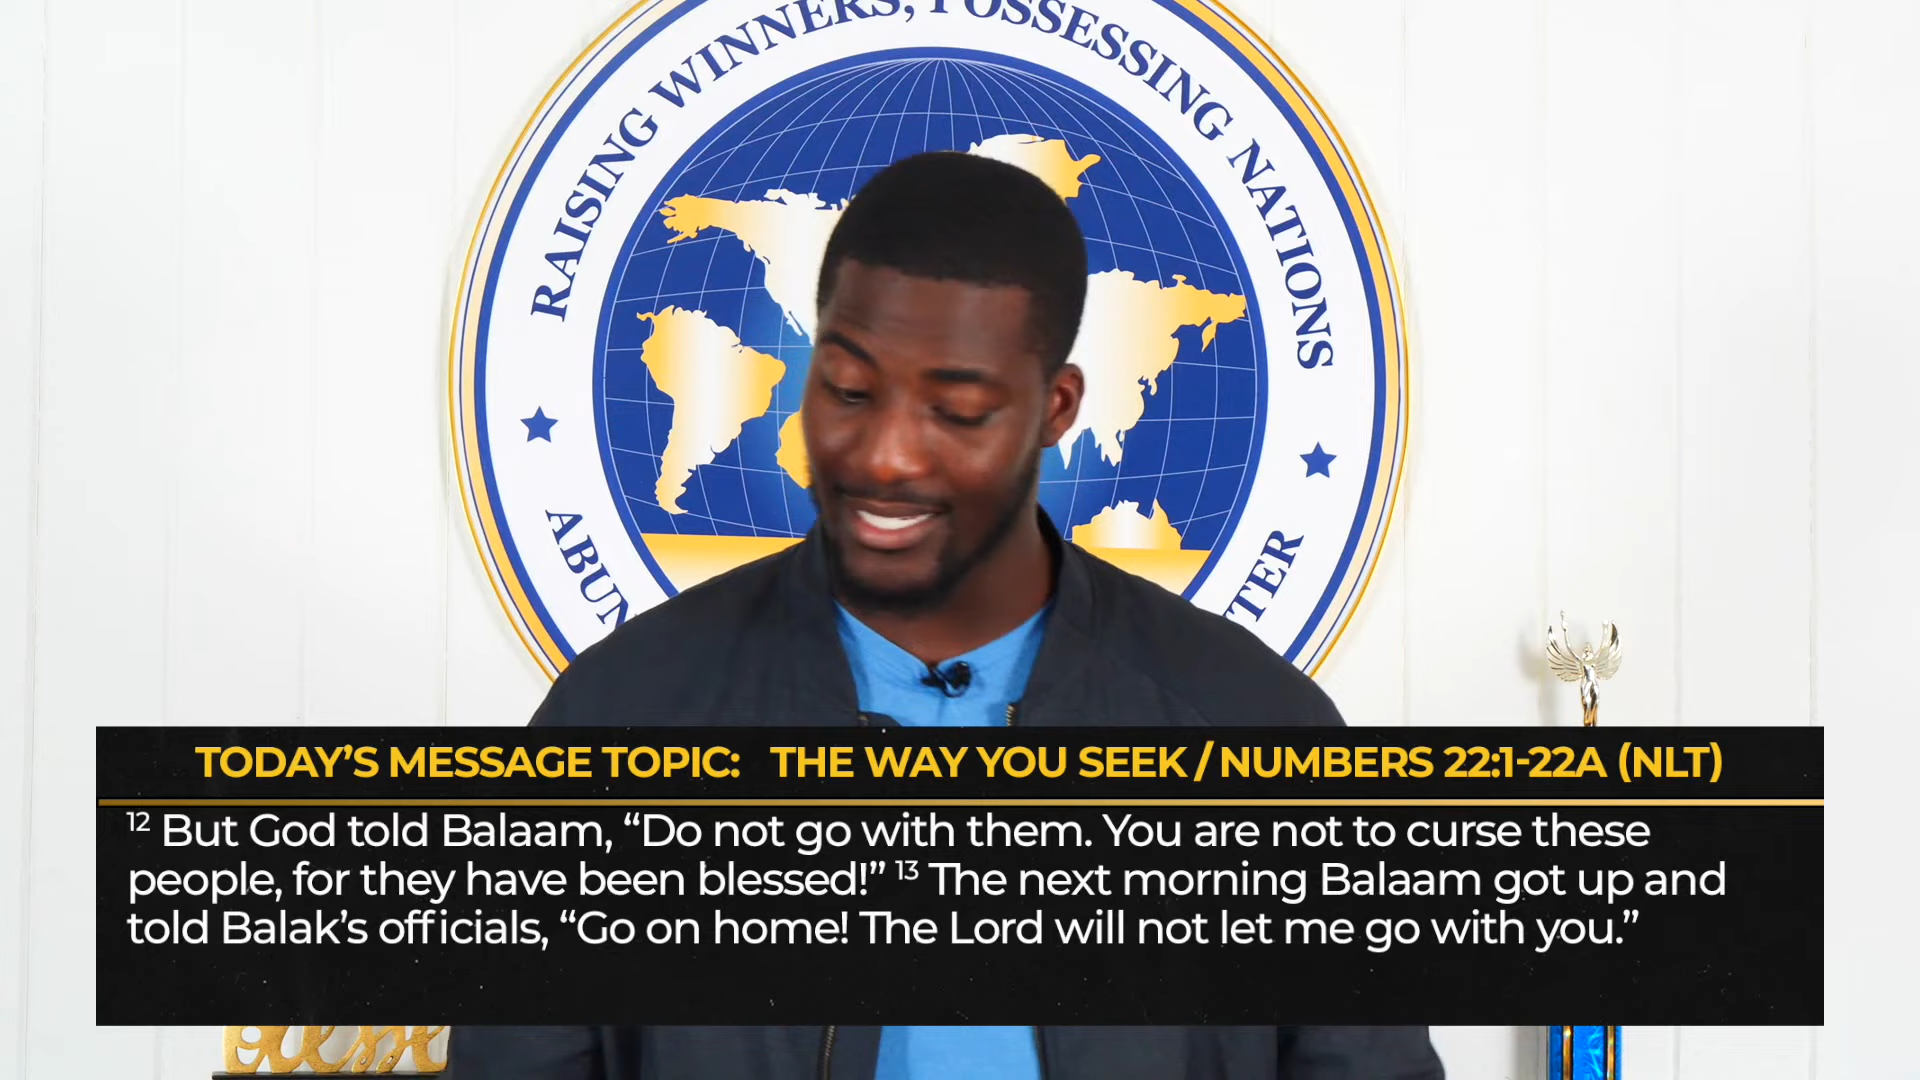 RAISING WINNERS, POSSESSING NATIONS
TODAY'S MESSAGE TOPIC: THE WAY YOU SEEK / NUMBERS 22:1-22A (NLT)
12 But God told Balaam, “Do not go with them. You are not to curse these
people, for they have been blessed!” 13 The next morning Balaam got up and
told Balak’s officials, “Go on home! The Lord will not let me go with you.”